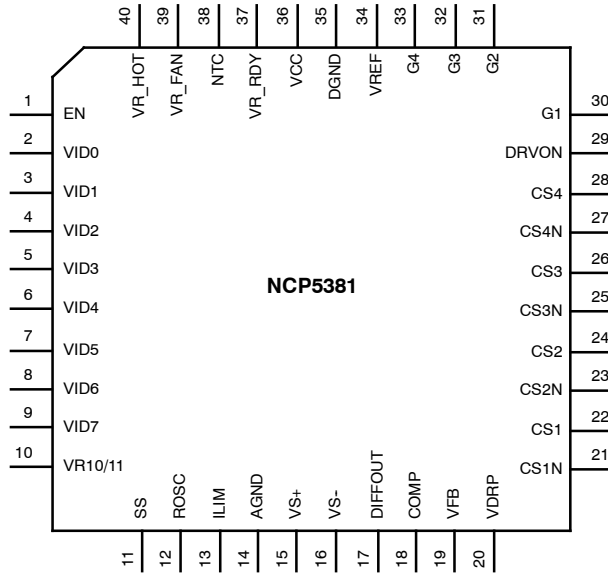 40 39 38 37 36 35 34 33 32 31
VR_HOT VR_FAN NTC VR_RDY VCC DGND VREF G4 G3 G2
1 EN
2 VID0
3 VID1
4 VID2
5 VID3
6 VID4
7 VID5
8 VID6
9 VID7
10 VR10/11
NCP5381
G1 30
DRVON 29
CS4 28
CS4N 27
CS3 26
CS3N 25
CS2 24
CS2N 23
CS1 22
CS1N 21
SS ROSC ILIM AGND VS+ VS- DIFFOUT COMP VFB VDRP
11 12 13 14 15 16 17 18 19 20